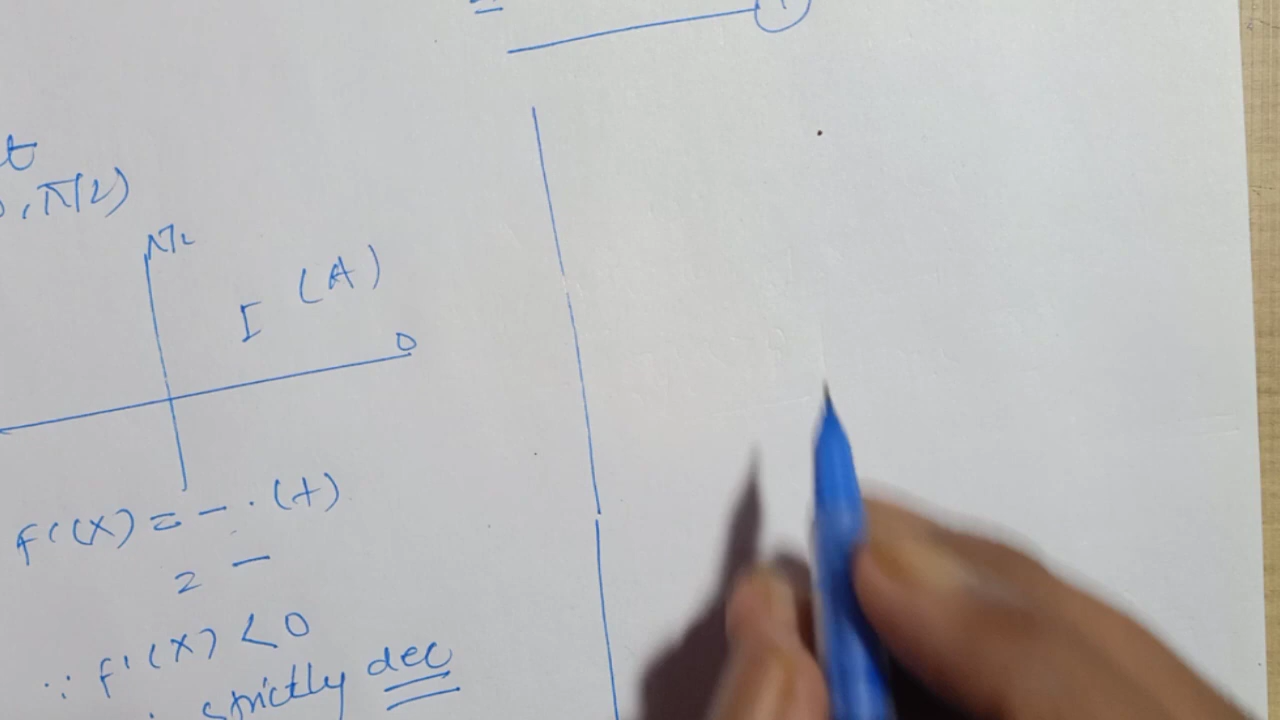 t
, π/2)
π/2
I (A)
0
f'(x) = - · (+)
= -
∵ f'(x) < 0
strictly dec